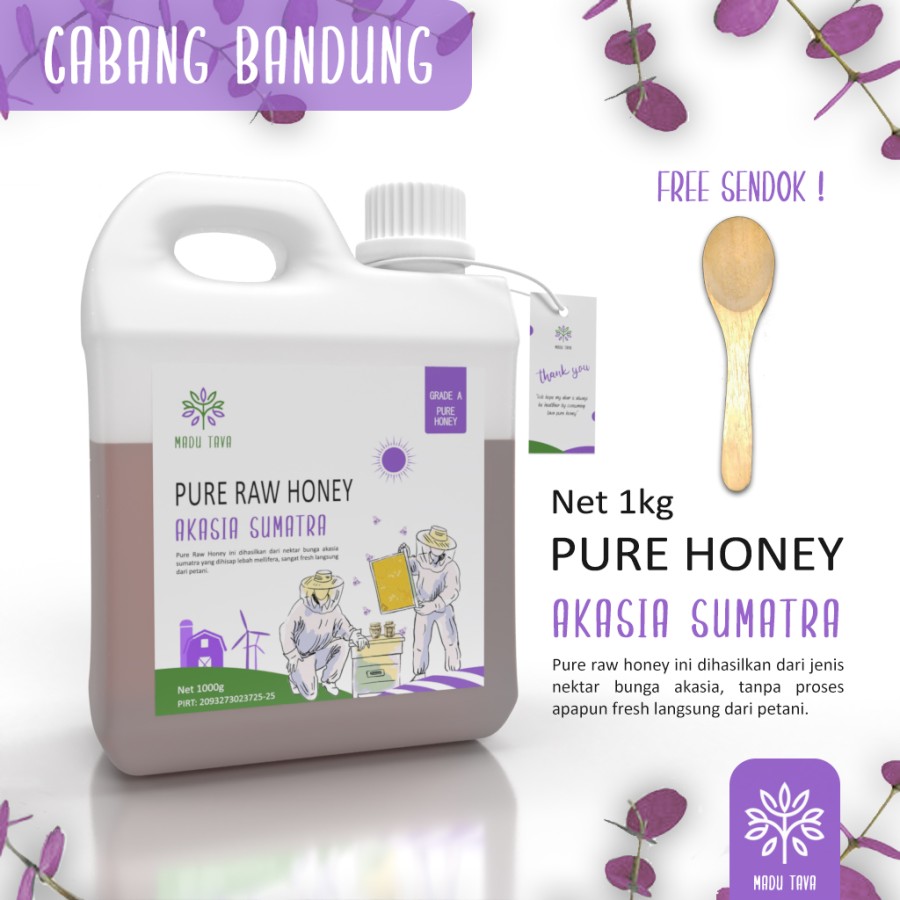 CABANG BANDUNG
FREE SENDOK !
MADU TAVA
thank you
MADU TAVA
GRADE A
PURE
HONEY
PURE RAW HONEY
AKASIA SUMATRA
Pure Raw Honey ini dihasilkan dari nektar bunga akasia
sumatra yang dihisap lebah mellifera, sangat fresh langsung
dari petani.
Net 1000g
PIRT: 2093273023725-25
Net 1kg
PURE HONEY
AKASIA SUMATRA
Pure raw honey ini dihasilkan dari jenis
nektar bunga akasia, tanpa proses
apapun fresh langsung dari petani.
MADU TAVA